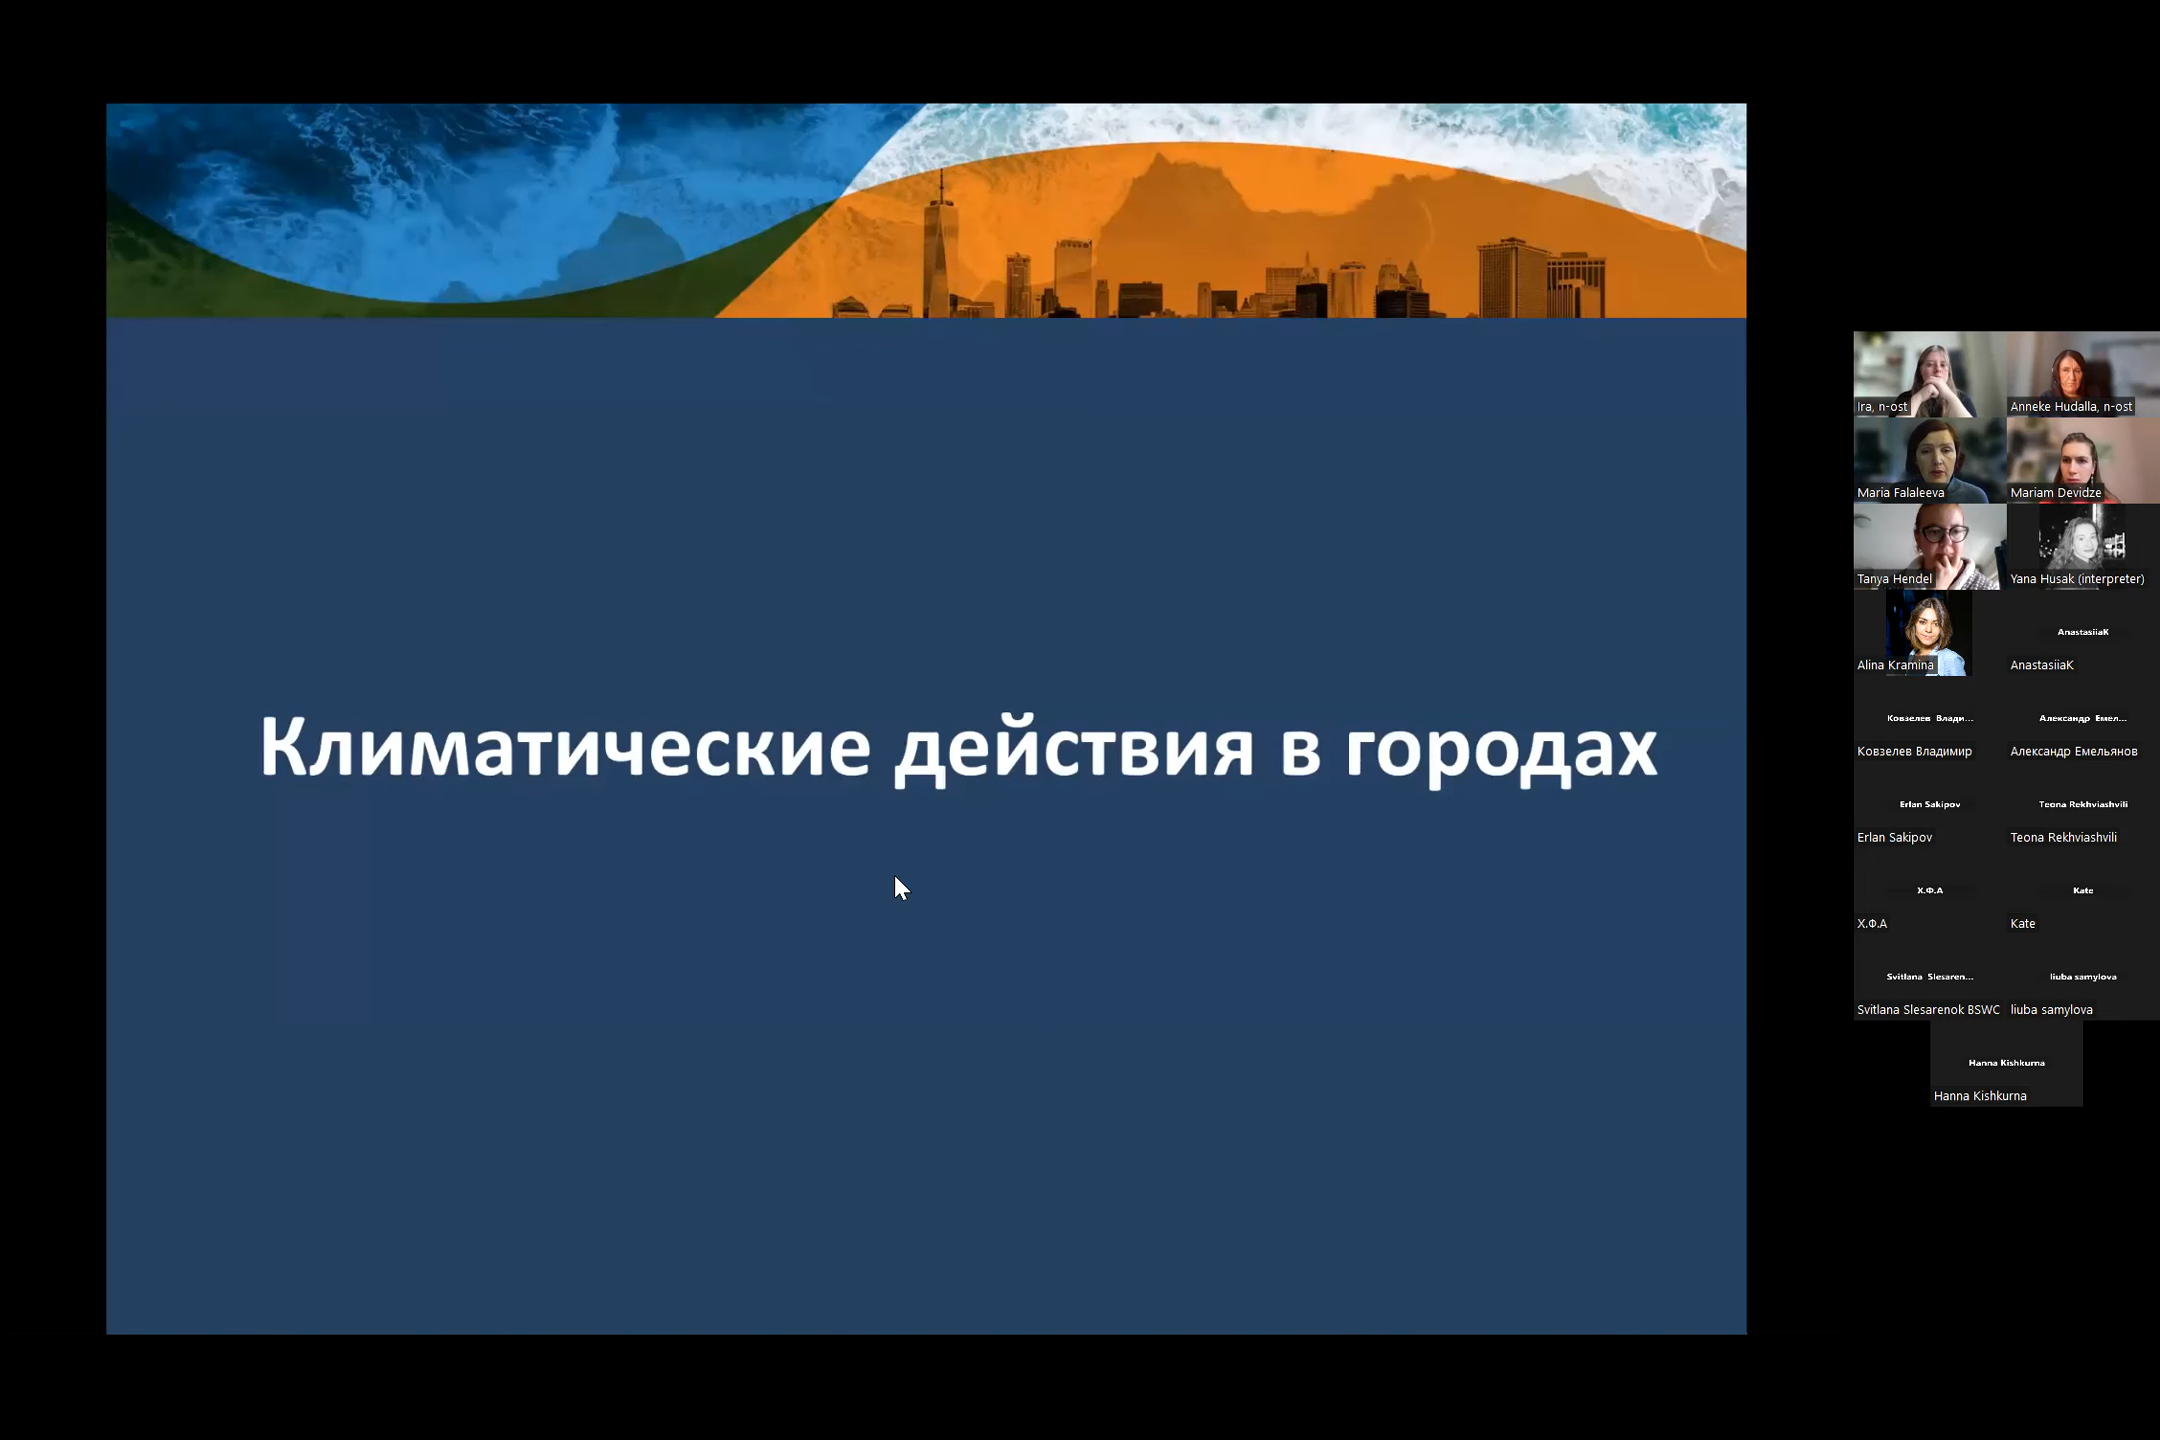 Климатические действия в городах
Ira, n-ost
Anneke Hudalla, n-ost
Maria Falaleeva
Mariam Devidze
Tanya Hendel
Yana Husak (interpreter)
Alina Kramina
AnastasiiaK
AnastasiiaK
Ковзелев Влади...
Александр Емел...
Ковзелев Владимир
Александр Емельянов
Erlan Sakipov
Teona Rekhviashvili
Erlan Sakipov
Teona Rekhviashvili
Х.Ф.А
Kate
Х.Ф.А
Kate
Svitlana Slesaren...
liuba samylova
Svitlana Slesarenok BSWC
liuba samylova
Hanna Kishkurna
Hanna Kishkurna